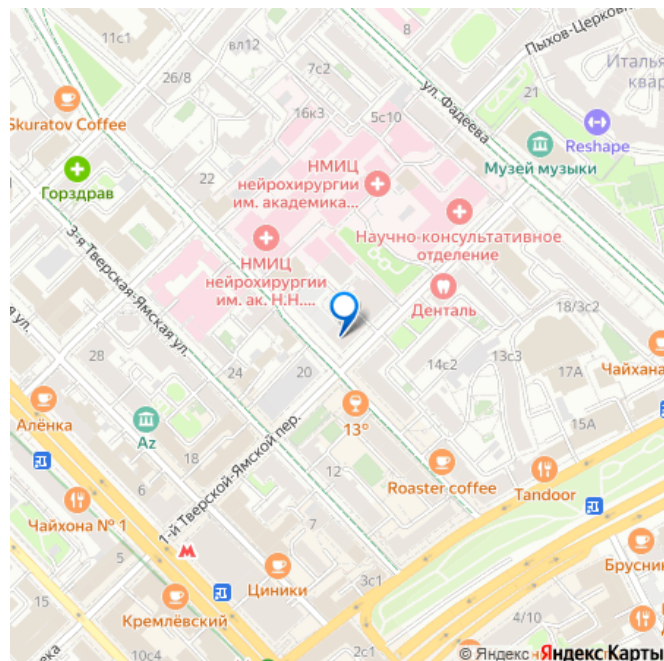 11с1
вл12
26/8
7с2
16к3
5с10
8
Пыхов-Церковн
ул. Фадеева
Италья
квар
21
Skuratov Coffee
Горздрав
22
НМИЦ
нейрохирургии
им. академика...
Reshape
Музей музыки
Научно-консультативное
отделение
НМИЦ
нейрохирургии
им. ак. Н.Н. ...
Денталь
3-я Тверская-Ямская ул.
я ул.
28
24
20
18/3с2
14с2
13с3
17А
Чайхана
15А
Алёнка
Az
18
13°
1-й Тверской-Ямской пер.
12
6
7
Roaster coffee
Tandoor
Чайхона № 1
5
М
Циники
3с1
15
Кремлёвский
Брусник
4/10
10с4
2с1
© Яндекс
Яндекс Карты